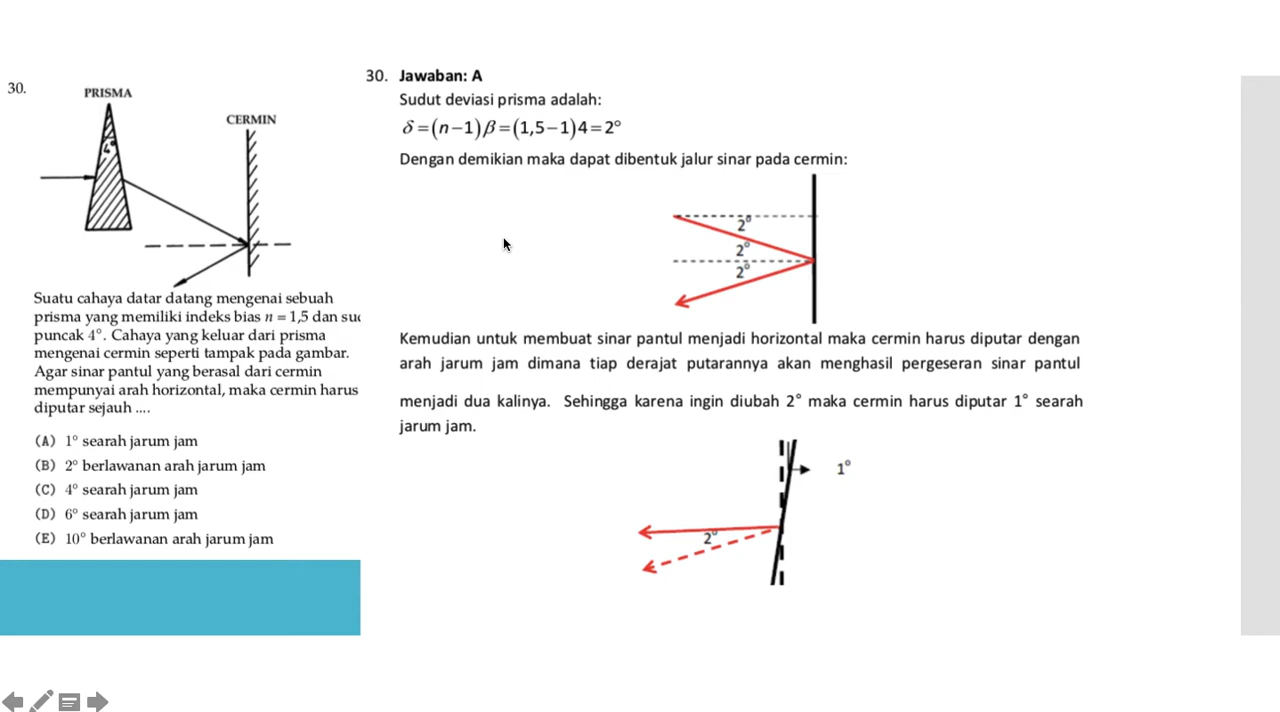 30.
PRISMA
4°
CERMIN
Suatu cahaya datar datang mengenai sebuah
prisma yang memiliki indeks bias n = 1,5 dan
puncak 4°. Cahaya yang keluar dari prisma
mengenai cermin seperti tampak pada gambar.
Agar sinar pantul yang berasal dari cermin
mempunyai arah horizontal, maka cermin harus
diputar sejauh ....
(A) 1° searah jarum jam
(B) 2° berlawanan arah jarum jam
(C) 4° searah jarum jam
(D) 6° searah jarum jam
(E) 10° berlawanan arah jarum jam
30. Jawaban: A
Sudut deviasi prisma adalah:
δ=(n−1)β=(1,5−1)4=2°
Dengan demikian maka dapat dibentuk jalur sinar pada cermin:
2°
2°
2°
Kemudian untuk membuat sinar pantul menjadi horizontal maka cermin harus diputar dengan
arah jarum jam dimana tiap derajat putarannya akan menghasil pergeseran sinar pantul
menjadi dua kalinya. Sehingga karena ingin diubah 2° maka cermin harus diputar 1° searah
jarum jam.
1°
2°